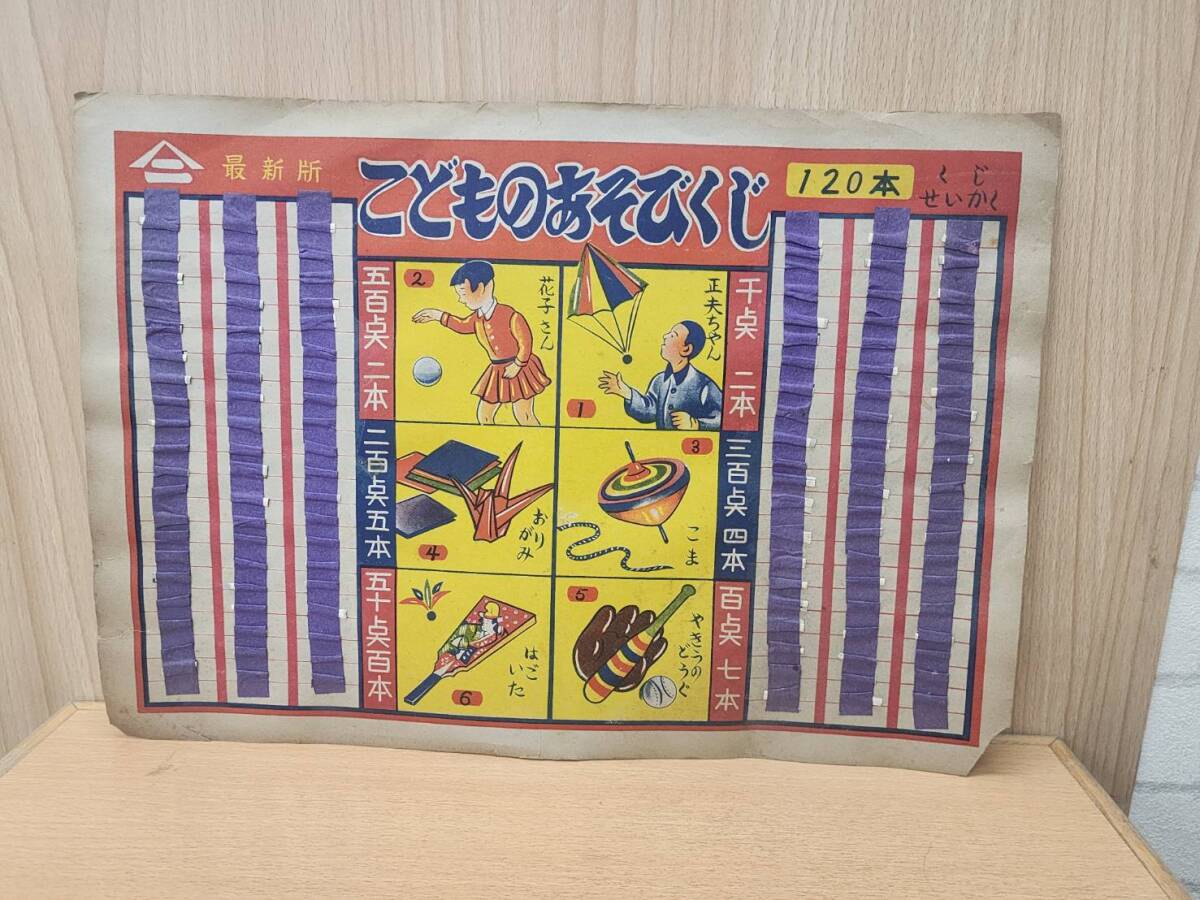 最新版
こどものあそびくじ
120本
くじ
せいかく
千点 二本
1
正夫ちゃん
五百点 二本
2
花子さん
三百点 四本
3
こま
二百点 五本
4
おり
がみ
百点 七本
5
やきうの
どうぐ
五十点 百本
6
はご
いた